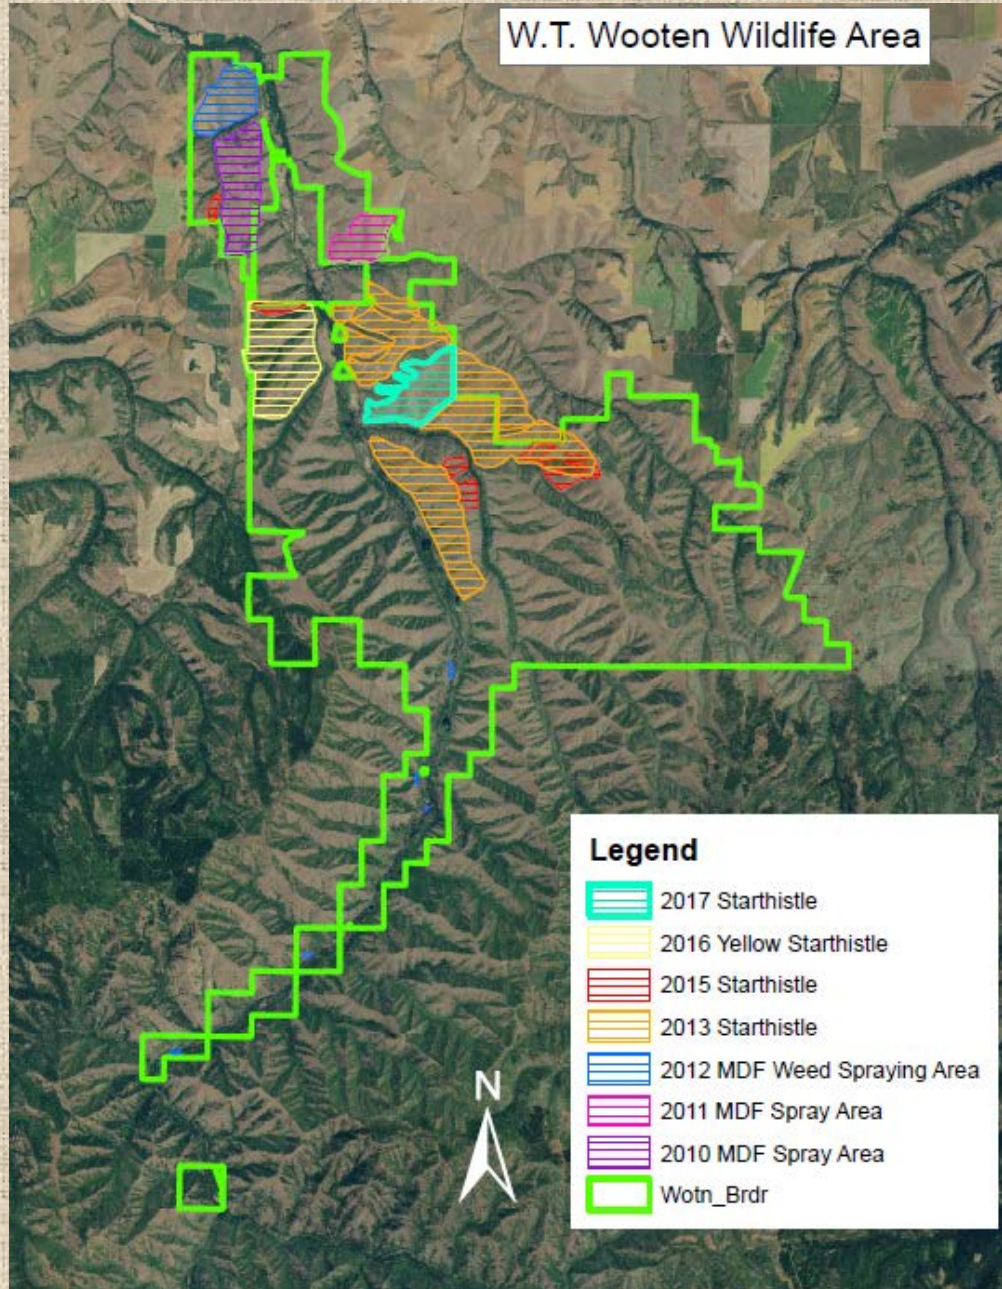 W.T. Wooten Wildlife Area
N
Legend
2017 Starthistle
2016 Yellow Starthistle
2015 Starthistle
2013 Starthistle
2012 MDF Weed Spraying Area
2011 MDF Spray Area
2010 MDF Spray Area
Wotn_Brdr